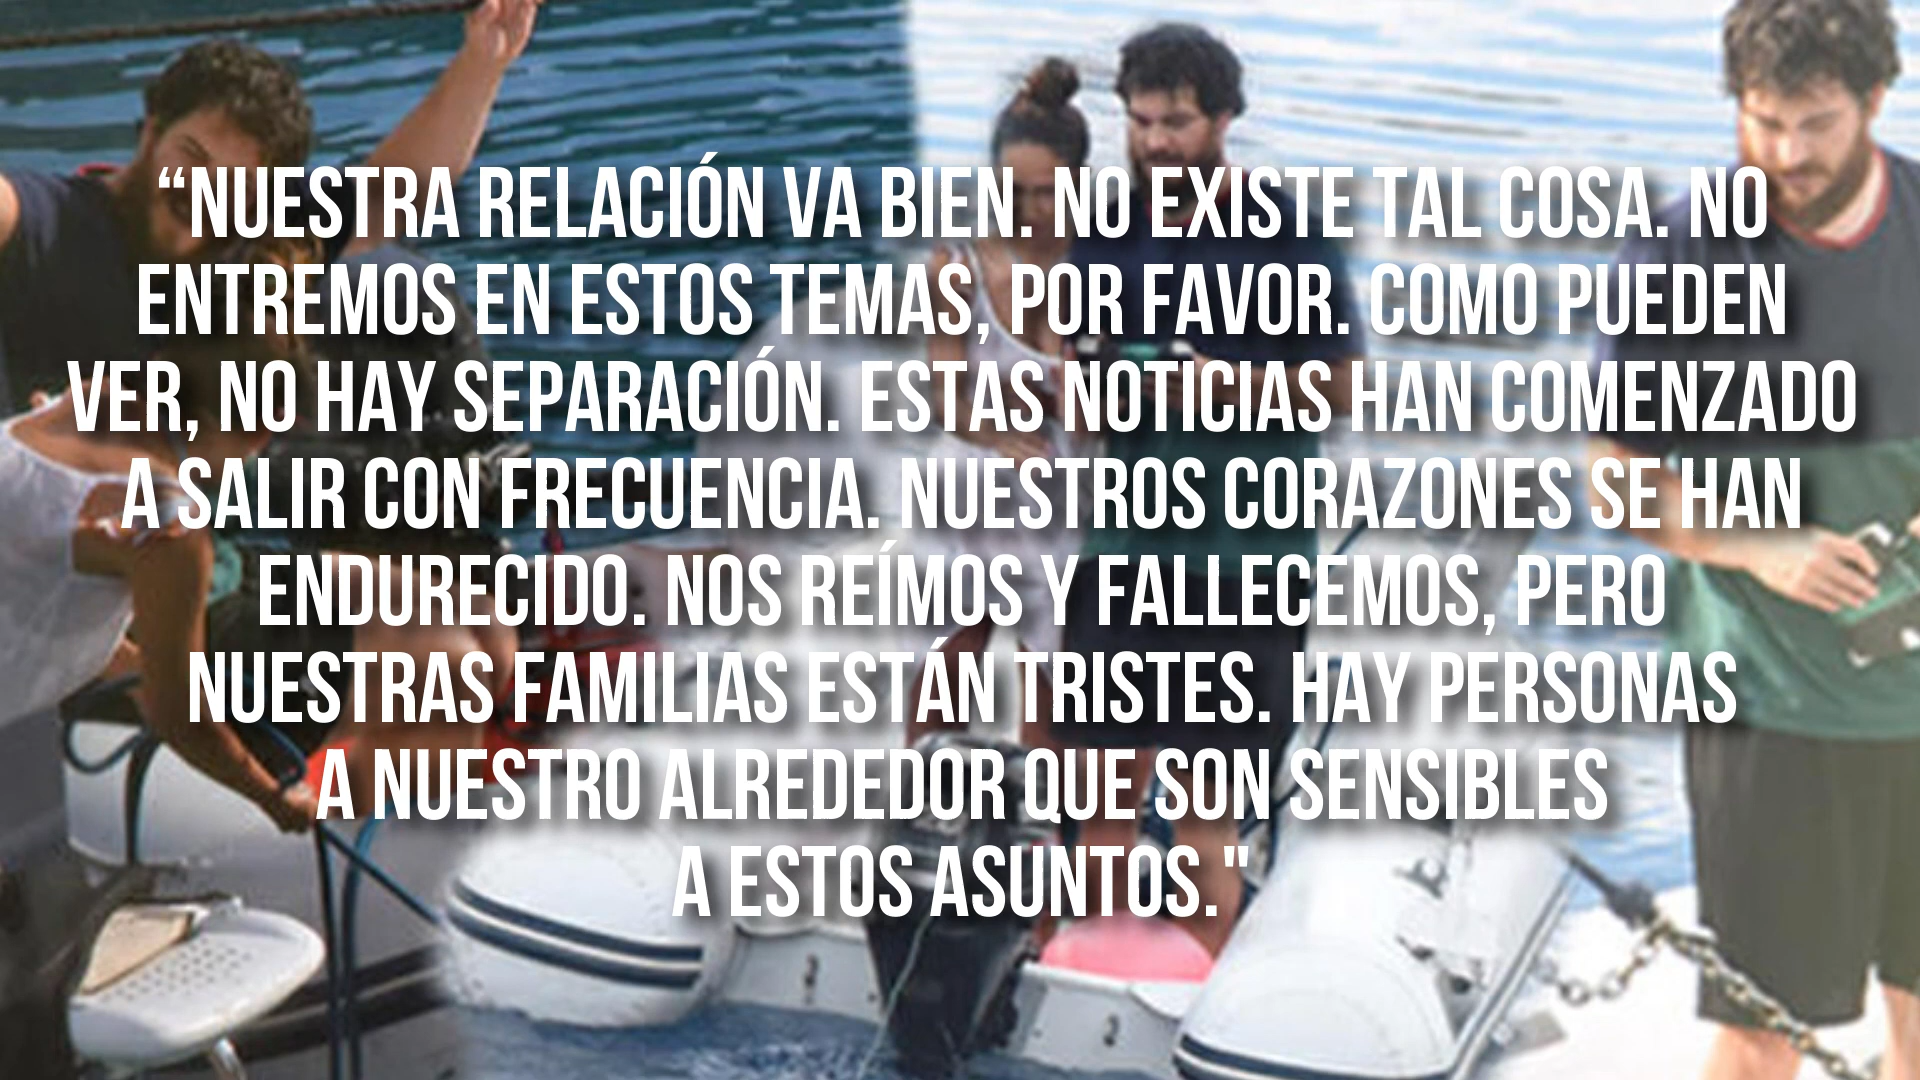 “NUESTRA RELACIÓN VA BIEN. NO EXISTE TAL COSA. NO
ENTREMOS EN ESTOS TEMAS, POR FAVOR. COMO PUEDEN
VER, NO HAY SEPARACIÓN. ESTAS NOTICIAS HAN COMENZADO
A SALIR CON FRECUENCIA. NUESTROS CORAZONES SE HAN
ENDURECIDO. NOS REÍMOS Y FALLECEMOS, PERO
NUESTRAS FAMILIAS ESTÁN TRISTES. HAY PERSONAS
A NUESTRO ALREDEDOR QUE SON SENSIBLES
A ESTOS ASUNTOS."